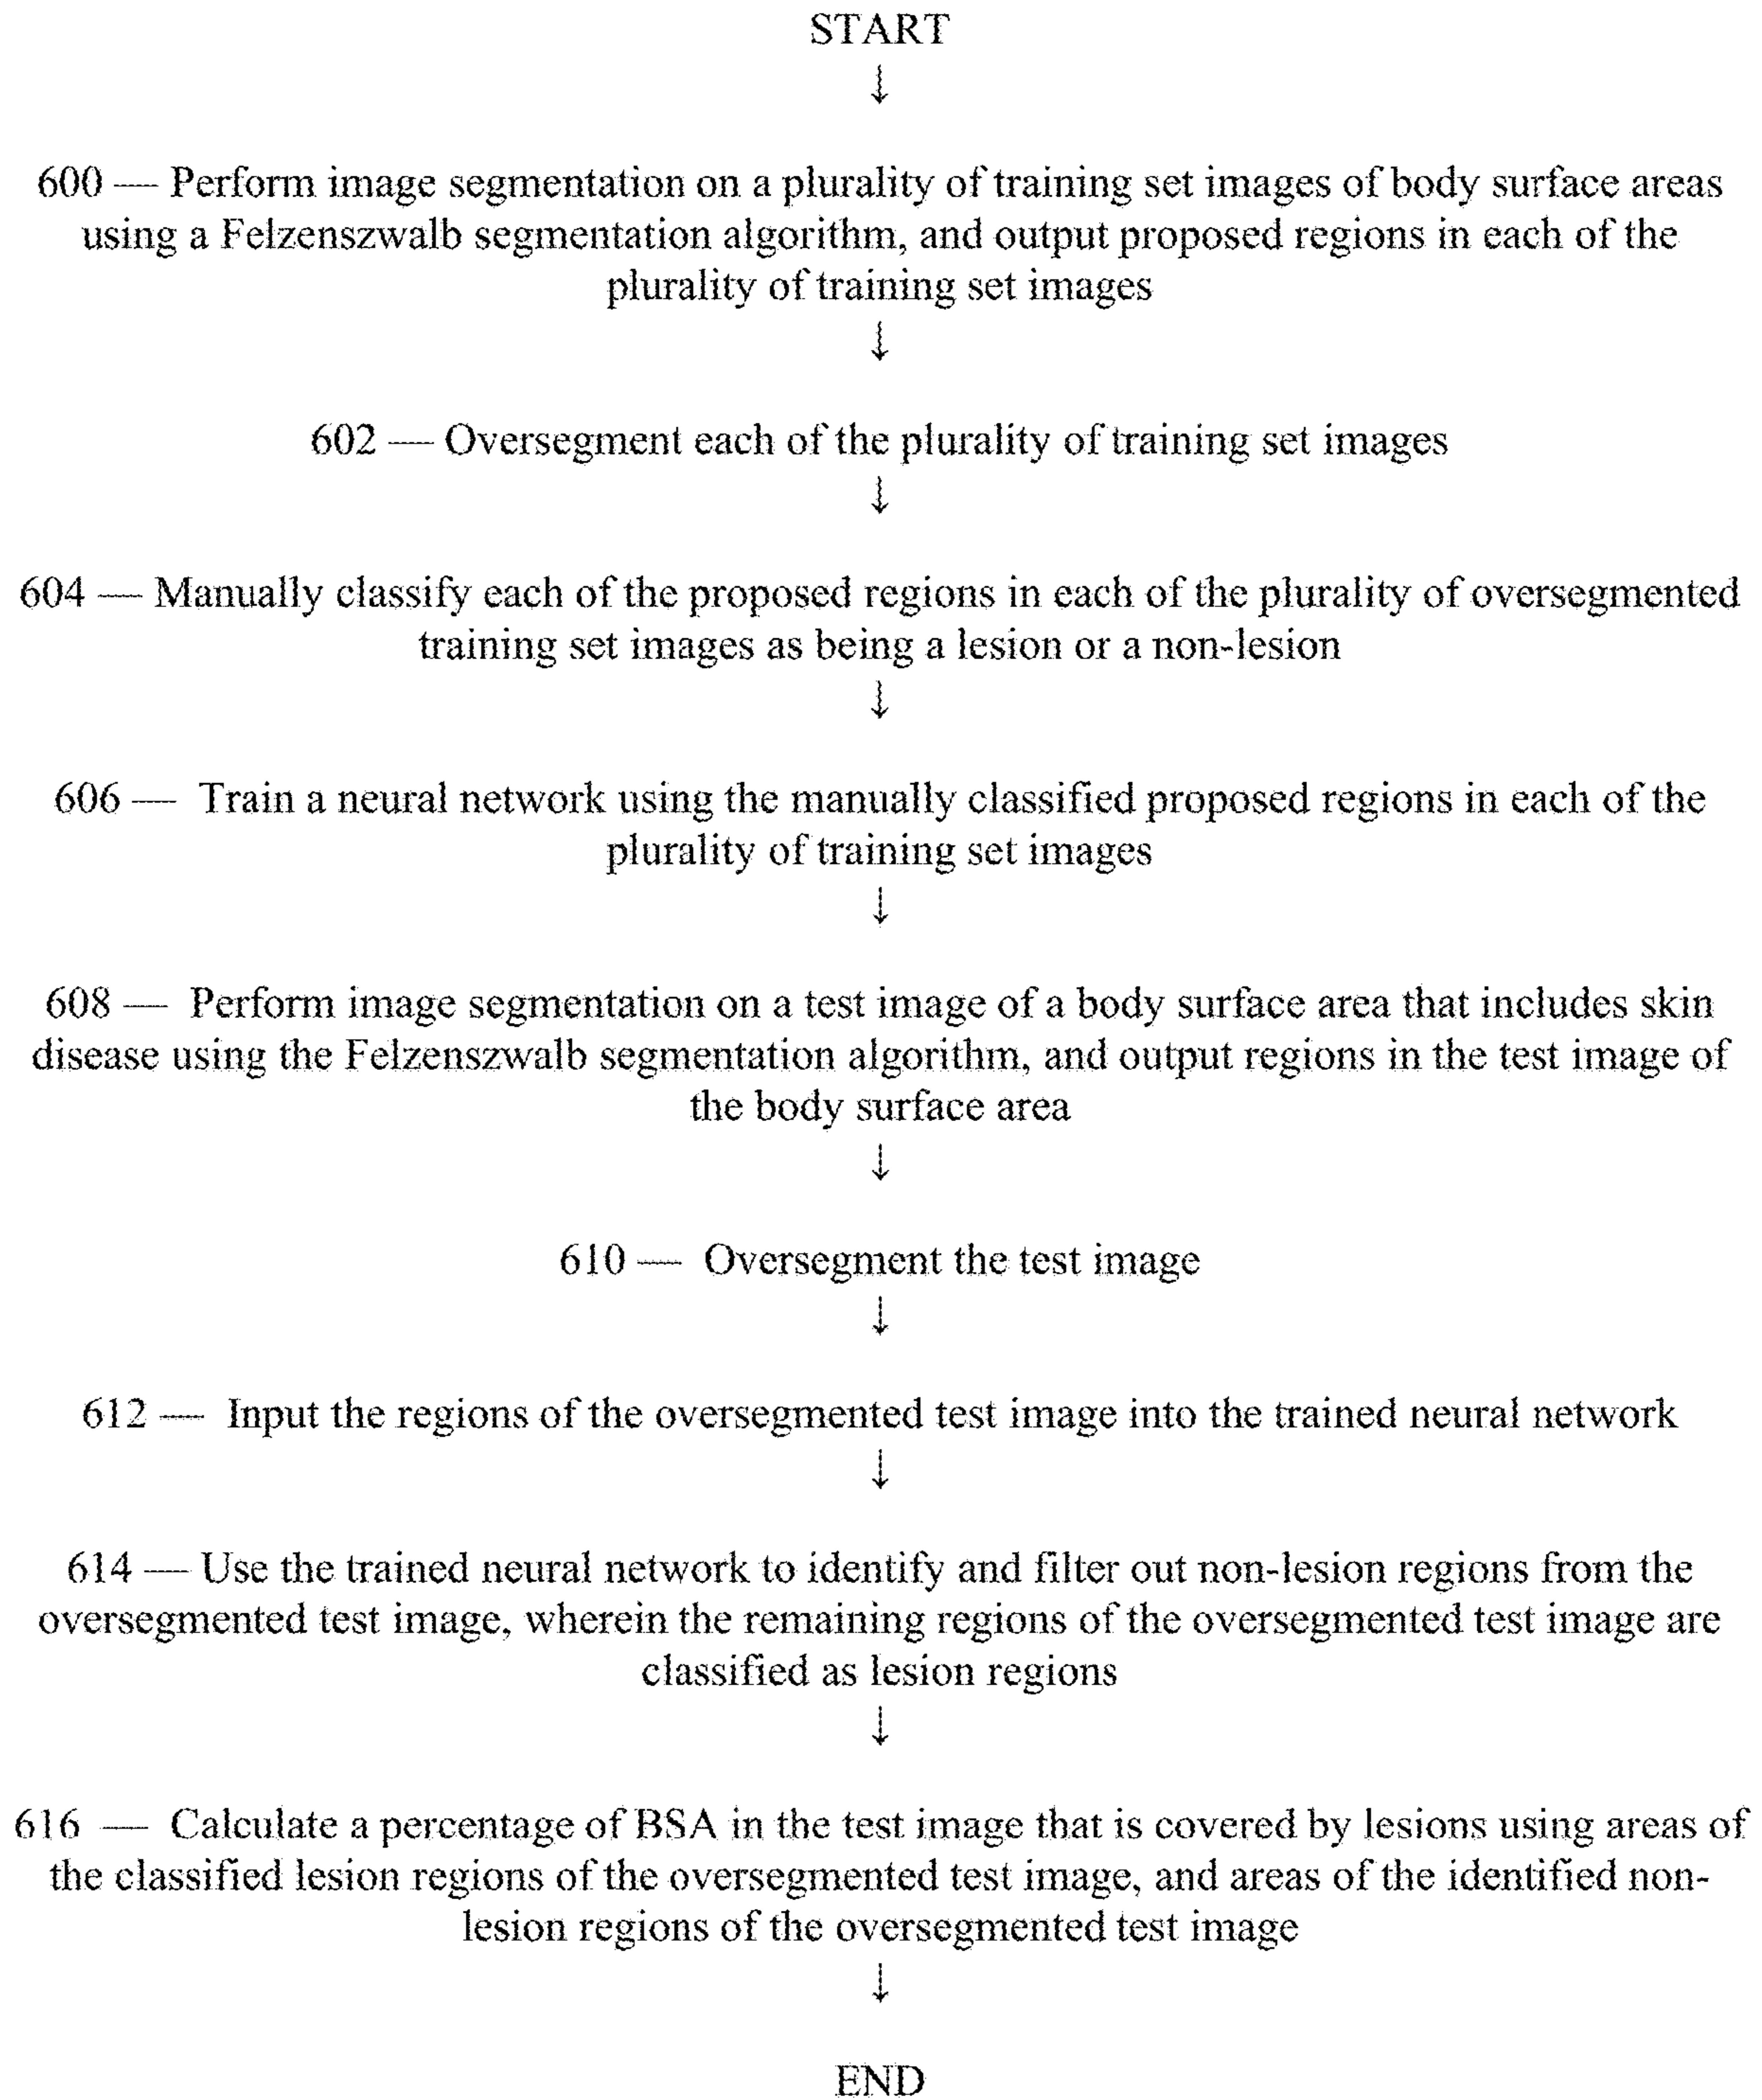 START
↓
600 — Perform image segmentation on a plurality of training set images of body surface areas
using a Felzenszwalb segmentation algorithm, and output proposed regions in each of the
plurality of training set images
↓
602 — Oversegment each of the plurality of training set images
↓
604 — Manually classify each of the proposed regions in each of the plurality of oversegmented
training set images as being a lesion or a non-lesion
↓
606 — Train a neural network using the manually classified proposed regions in each of the
plurality of training set images
↓
608 — Perform image segmentation on a test image of a body surface area that includes skin
disease using the Felzenszwalb segmentation algorithm, and output regions in the test image of
the body surface area
↓
610 — Oversegment the test image
↓
612 — Input the regions of the oversegmented test image into the trained neural network
↓
614 — Use the trained neural network to identify and filter out non-lesion regions from the
oversegmented test image, wherein the remaining regions of the oversegmented test image are
classified as lesion regions
↓
616 — Calculate a percentage of BSA in the test image that is covered by lesions using areas of
the classified lesion regions of the oversegmented test image, and areas of the identified non-
lesion regions of the oversegmented test image
↓
END